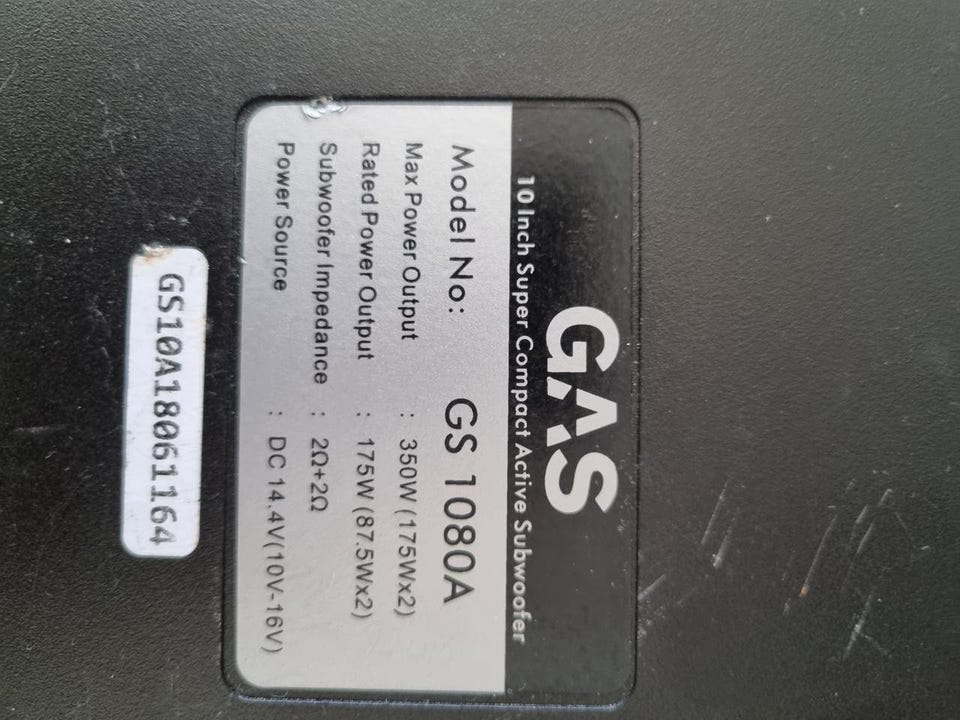 GAS
10 Inch Super Compact Active Subwoofer
Model No: GS 1080A
Max Power Output : 350W (175Wx2)
Rated Power Output : 175W (87.5Wx2)
Subwoofer Impedance : 2Ω+2Ω
Power Source : DC 14.4V(10V-16V)
GS10A18061164